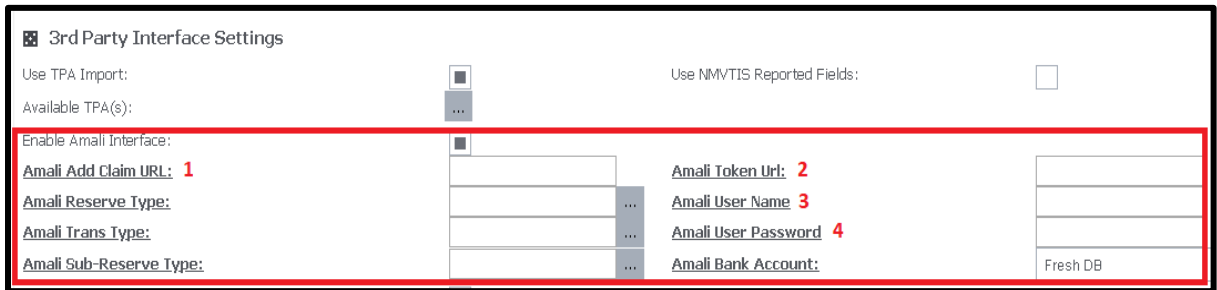 3rd Party Interface Settings
Use TPA Import: Use NMVTIS Reported Fields:
Available TPA(s): ...
Enable Amali Interface:
Amali Add Claim URL: 1 Amali Token Url: 2
Amali Reserve Type: ... Amali User Name 3
Amali Trans Type: ... Amali User Password 4
Amali Sub-Reserve Type: ... Amali Bank Account: Fresh DB